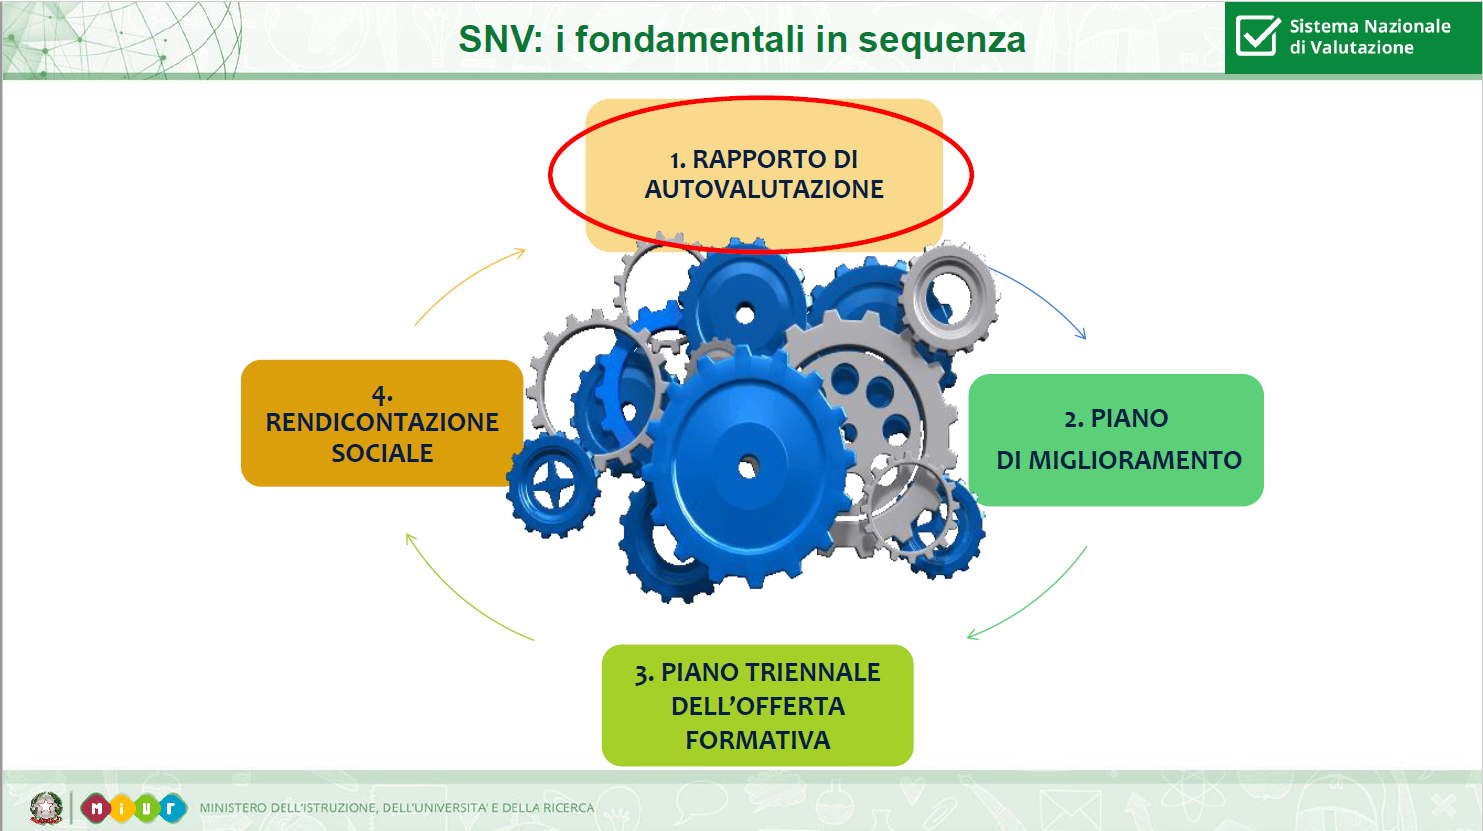 SNV: i fondamentali in sequenza
Sistema Nazionale
di Valutazione
1. RAPPORTO DI
AUTOVALUTAZIONE
2. PIANO
DI MIGLIORAMENTO
3. PIANO TRIENNALE
DELL’OFFERTA
FORMATIVA
4.
RENDICONTAZIONE
SOCIALE
MIUR
MINISTERO DELL'ISTRUZIONE, DELL'UNIVERSITA' E DELLA RICERCA